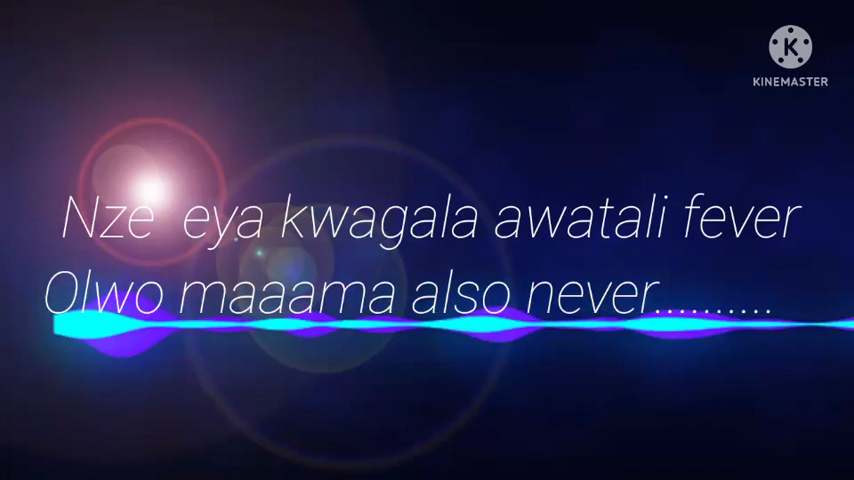 KINEMASTER
Nze eya kwagala awatali fever
Olwo maaama also never..........